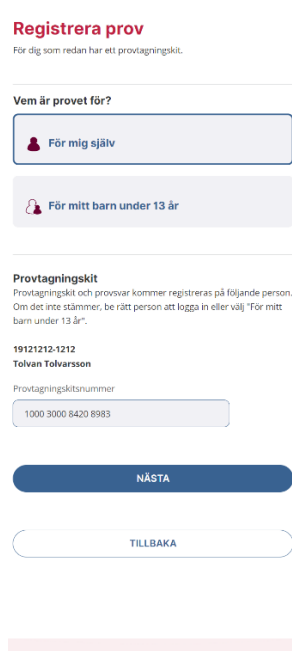 Registrera prov
För dig som redan har ett provtagningskit.
Vem är provet för?
För mig själv
För mitt barn under 13 år
Provtagningskit
Provtagningskit och provsvar kommer registreras på följande person.
Om det inte stämmer, be rätt person att logga in eller välj "För mitt
barn under 13 år".
19121212-1212
Tolvan Tolvarsson
Provtagningskitsnummer
1000 3000 8420 8983
NÄSTA
TILLBAKA